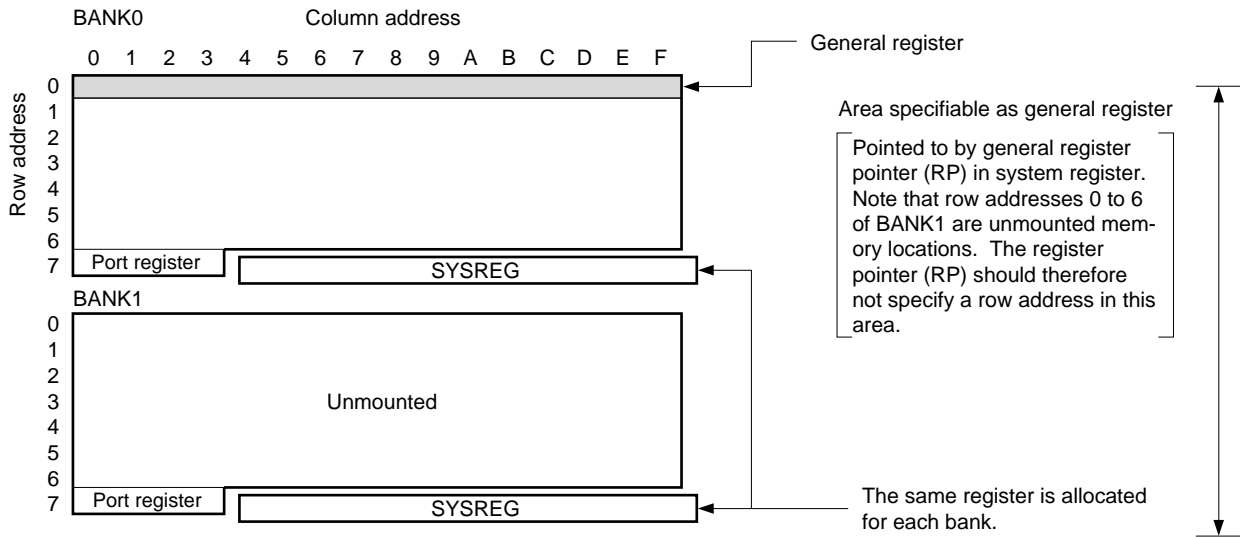 BANK0
Column address
0 1 2 3 4 5 6 7 8 9 A B C D E F
General register
Row address
0
1
2
3
4
5
6
7
Port register
SYSREG
Area specifiable as general register
Pointed to by general register
pointer (RP) in system register.
Note that row addresses 0 to 6
of BANK1 are unmounted mem-
ory locations. The register
pointer (RP) should therefore
not specify a row address in this
area.
BANK1
0
1
2
3
4
5
6
7
Unmounted
Port register
SYSREG
The same register is allocated
for each bank.